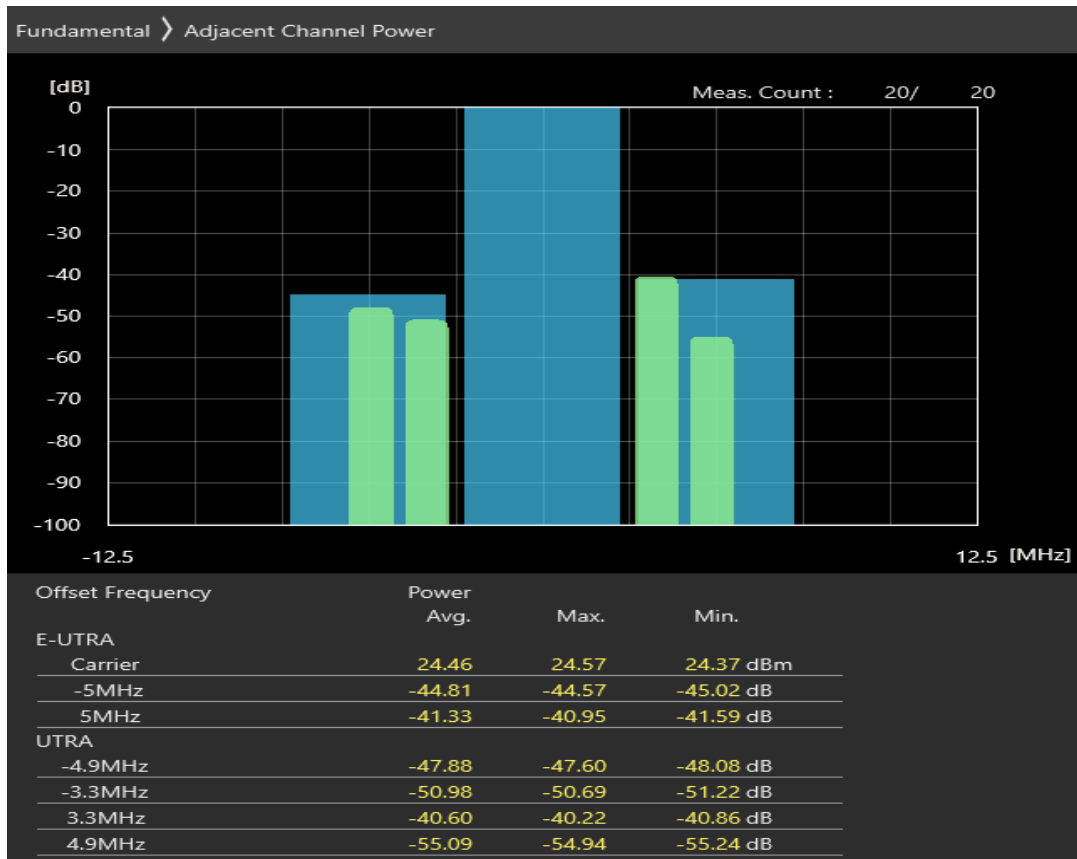 Fundamental ❯ Adjacent Channel Power
[dB]
Meas. Count : 20/ 20
0
-10
-20
-30
-40
-50
-60
-70
-80
-90
-100
-12.5 12.5 [MHz]
Offset Frequency Power
Avg. Max. Min.
E-UTRA
Carrier 24.46 24.57 24.37 dBm
-5MHz -44.81 -44.57 -45.02 dB
5MHz -41.33 -40.95 -41.59 dB
UTRA
-4.9MHz -47.88 -47.60 -48.08 dB
-3.3MHz -50.98 -50.69 -51.22 dB
3.3MHz -40.60 -40.22 -40.86 dB
4.9MHz -55.09 -54.94 -55.24 dB